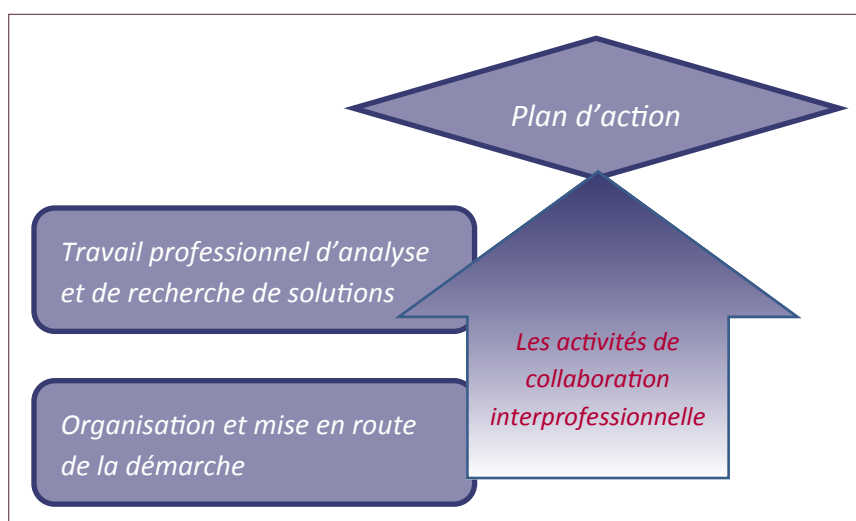 Plan d'action
Travail professionnel d'analyse
et de recherche de solutions
Les activités de
collaboration
interprofessionnelle
Organisation et mise en route
de la démarche